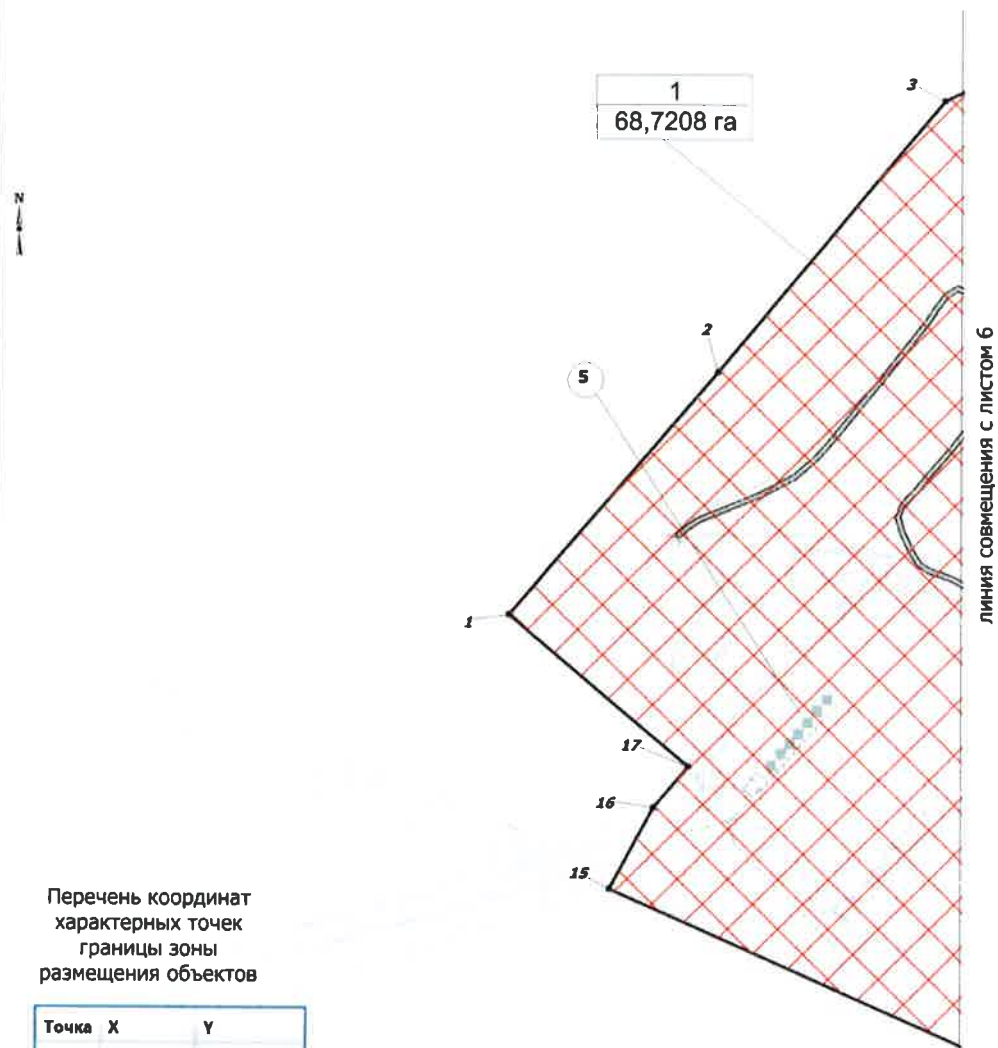 1
68,7208 га
3
N
2
5
линия совмещения с листом 6
1
17
16
15
Перечень координат
характерных точек
границы зоны
размещения объектов
Точка X Y